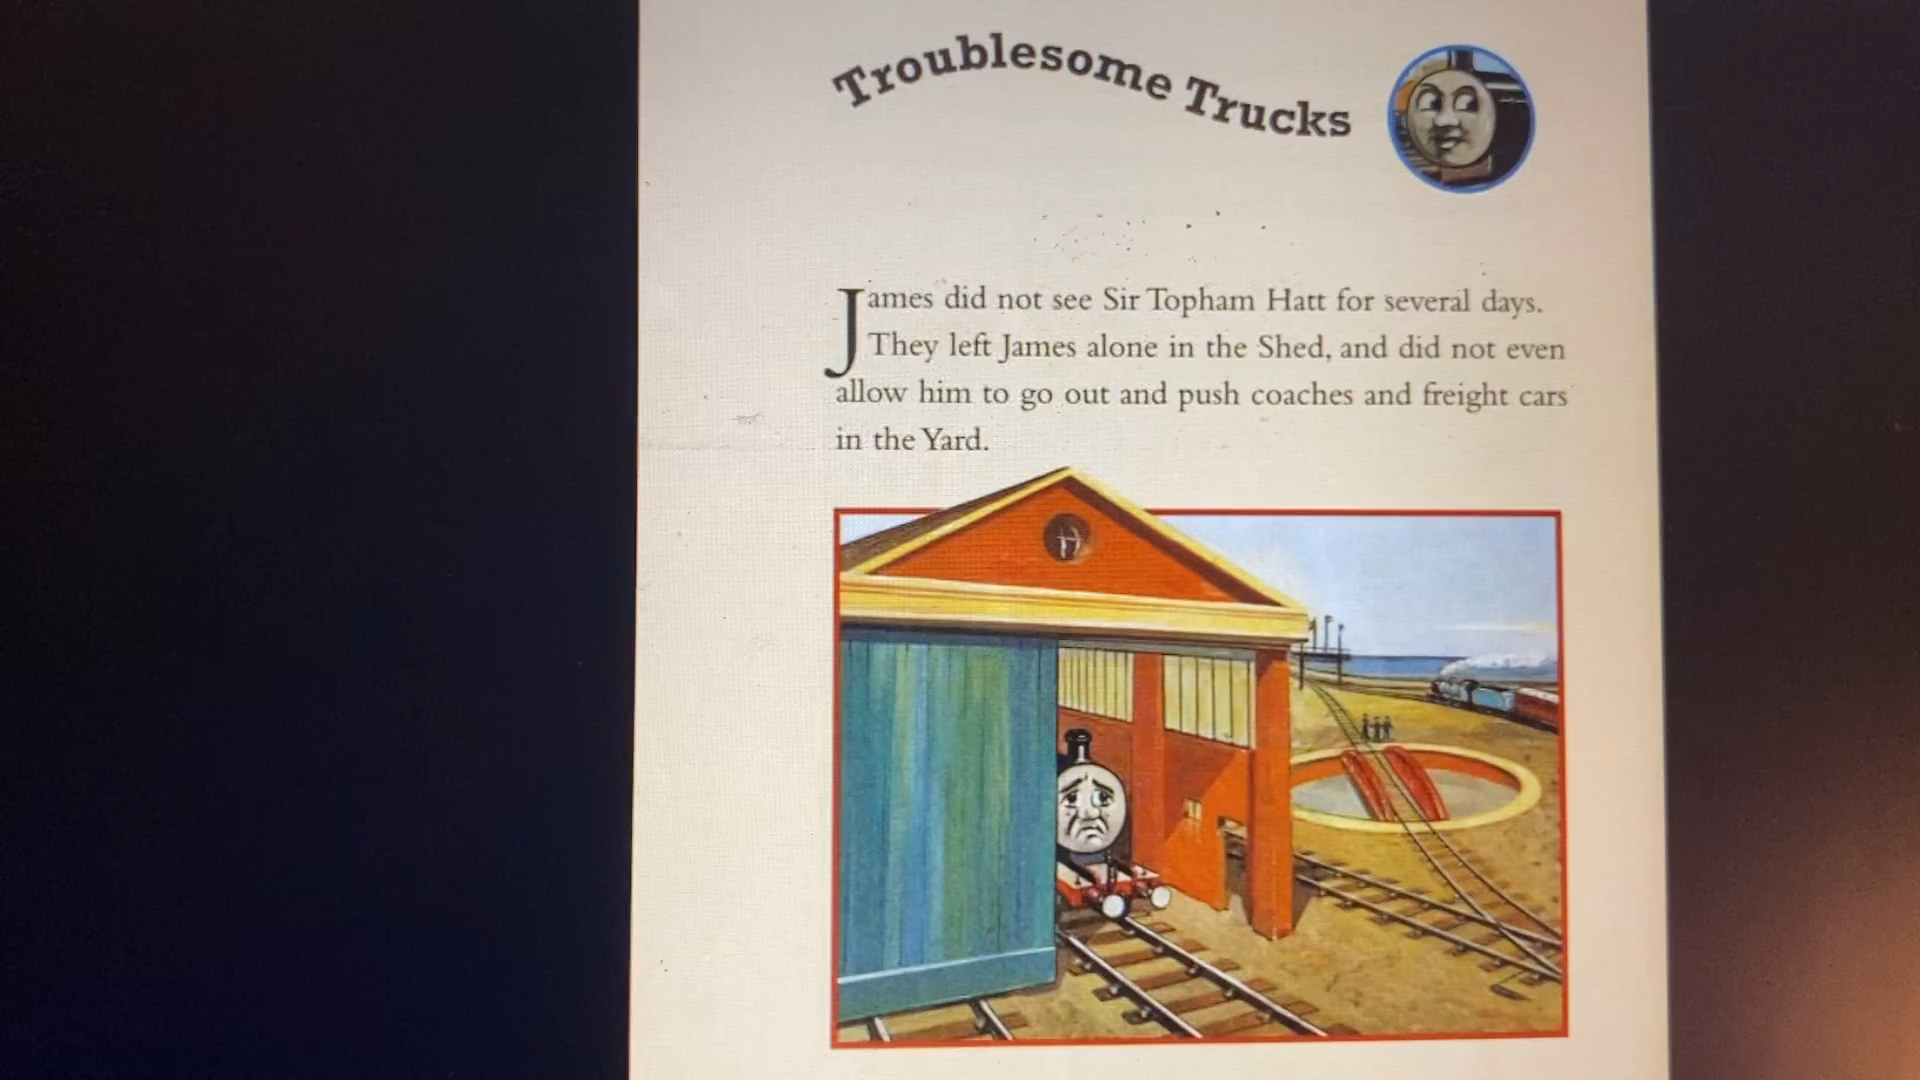 Troublesome Trucks
James did not see Sir Topham Hatt for several days.
They left James alone in the Shed, and did not even
allow him to go out and push coaches and freight cars
in the Yard.